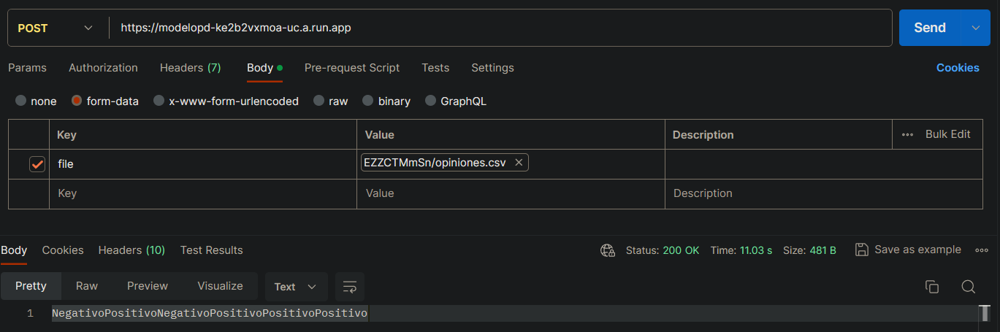 POST https://modelopd-ke2b2vxmoa-uc.a.run.app Send
Params Authorization Headers (7) Body Pre-request Script Tests Settings Cookies
none form-data x-www-form-urlencoded raw binary GraphQL
Key Value Description Bulk Edit
file EZZCTMmSn/opiniones.csv
Key Value Description
Body Cookies Headers (10) Test Results Status: 200 OK Time: 11.03 s Size: 481 B Save as example
Pretty Raw Preview Visualize Text
1 NegativoPositivoNegativoPositivoPositivoPositivo